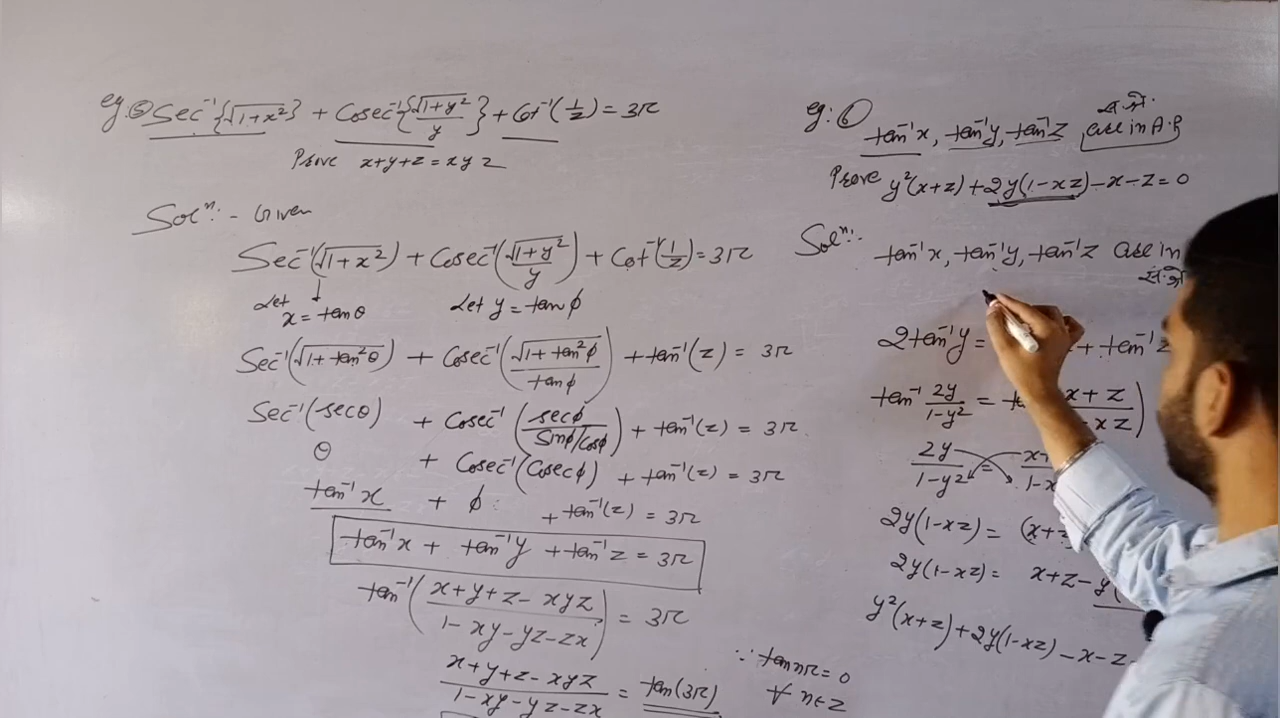 eg. ⑤ Sec⁻¹{√1+x²} + Cosec⁻¹{√1+y²/y} + Cot⁻¹(1/z) = 3π
Prove x+y+z = xyz
Solⁿ:- Given
Sec⁻¹(√1+x²) + Cosec⁻¹(√1+y²/y) + Cot⁻¹(1/z) = 3π
Let x = tanθ Let y = tanϕ
Sec⁻¹(√1+tan²θ) + Cosec⁻¹(√1+tan²ϕ/tanϕ) + tan⁻¹(z) = 3π
Sec⁻¹(secθ) + Cosec⁻¹(secϕ/sinϕ/cosϕ) + tan⁻¹(z) = 3π
θ + Cosec⁻¹(Cosecϕ) + tan⁻¹(z) = 3π
tan⁻¹x + ϕ + tan⁻¹(z) = 3π
tan⁻¹x + tan⁻¹y + tan⁻¹z = 3π
tan⁻¹(x+y+z-xyz/1-xy-yz-zx) = 3π
x+y+z-xyz/1-xy-yz-zx = tan(3π)
∵ tan nπ = 0
∀ n∈Z
eg: ⑥ स.श्रे.
tan⁻¹x, tan⁻¹y, tan⁻¹z are in A.P
Prove y²(x+z)+2y(1-xz)-x-z=0
Solⁿ:-
tan⁻¹x, tan⁻¹y, tan⁻¹z are in
2tan⁻¹y = + tan⁻¹
tan⁻¹ 2y/1-y² = x+z/xz)
2y/1-y² = x+/1-x
2y(1-xz) = (x+
2y(1-xz) = x+z-y
y²(x+z)+2y(1-xz)-x-z